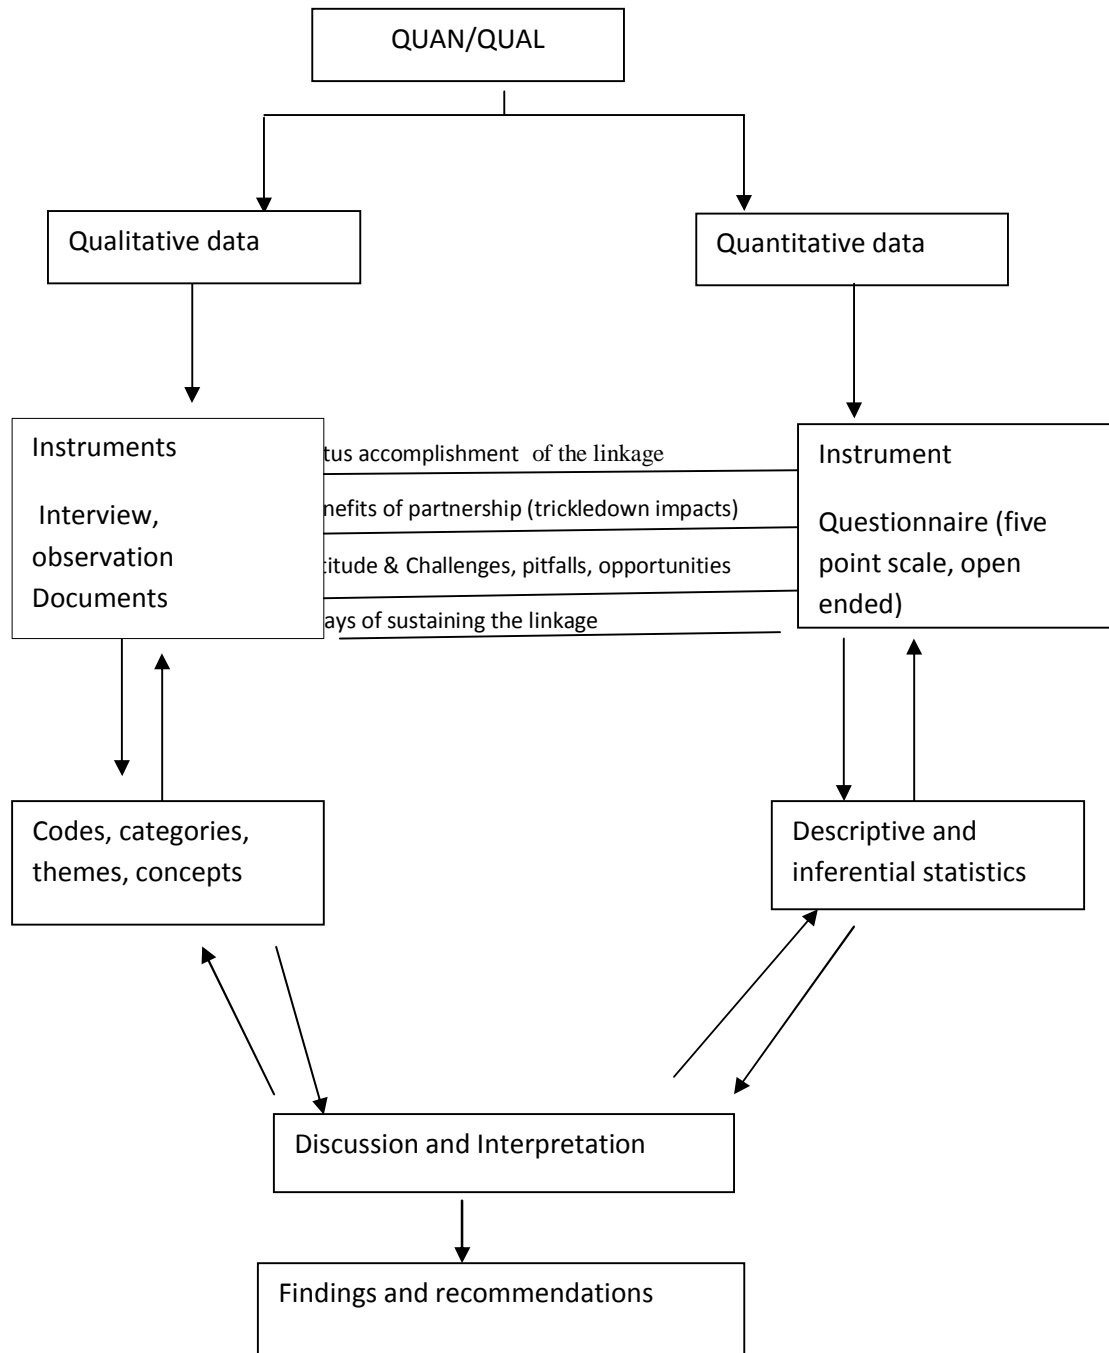 QUAN/QUAL
Qualitative data
Quantitative data
Instruments
Interview,
observation
Documents
tus accomplishment of the linkage
nefits of partnership (trickledown impacts)
titude & Challenges, pitfalls, opportunities
ays of sustaining the linkage
Instrument
Questionnaire (five
point scale, open
ended)
Codes, categories,
themes, concepts
Descriptive and
inferential statistics
Discussion and Interpretation
Findings and recommendations